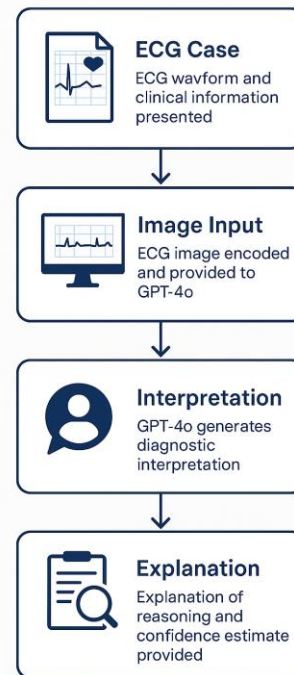 ECG Case
ECG wavform and
clinical information
presented
Image Input
ECG image encoded
and provided to
GPT-4o
Interpretation
GPT-4o generates
diagnostic
interpretation
Explanation
Explanation of
reasoning and
confidence estimate
provided